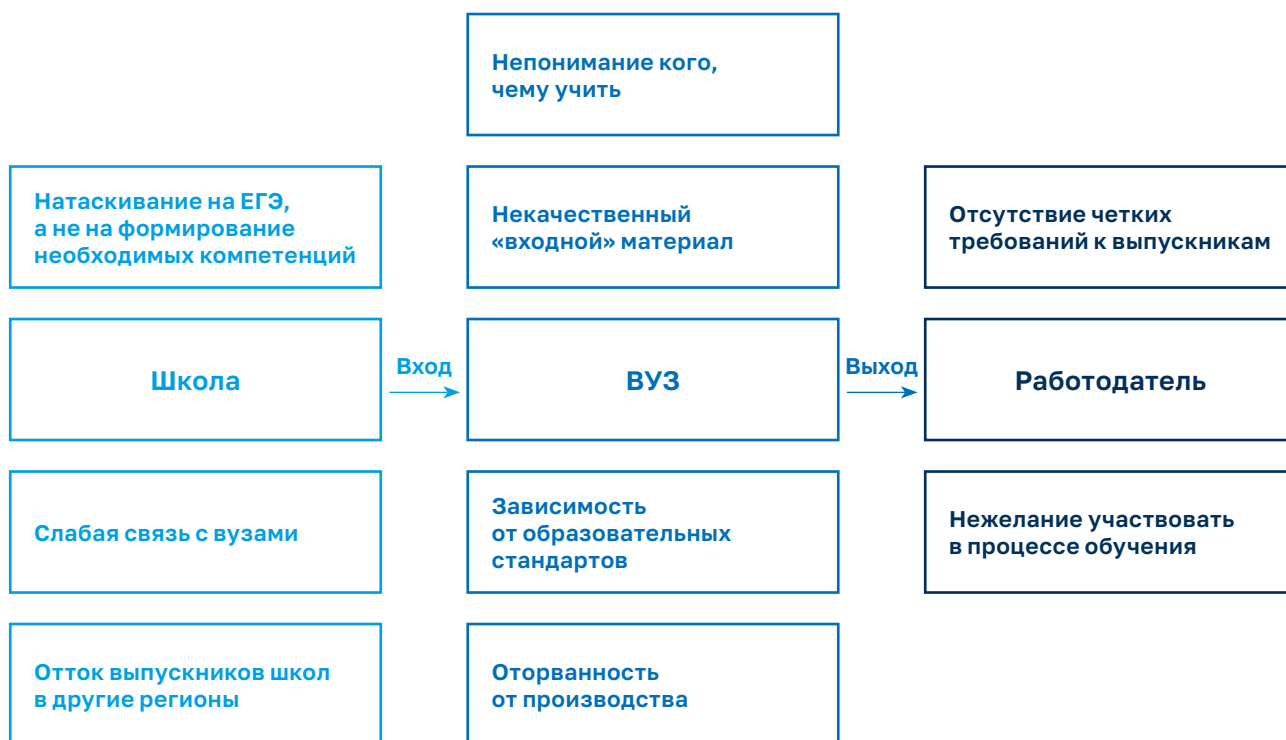 Непонимание кого,
чему учить
Натаскивание на ЕГЭ,
а не на формирование
необходимых компетенций
Некачественный
«входной» материал
Отсутствие четких
требований к выпускникам
Школа
Вход
ВУЗ
Выход
Работодатель
Слабая связь с вузами
Зависимость
от образовательных
стандартов
Нежелание участвовать
в процессе обучения
Отток выпускников школ
в другие регионы
Оторванность
от производства